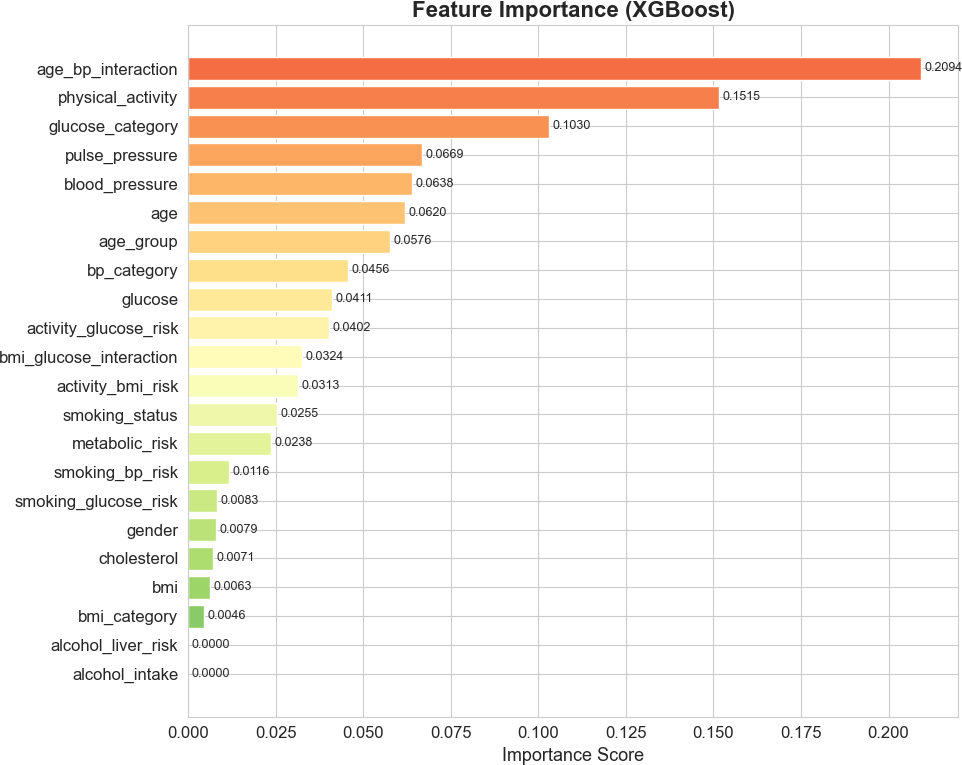 Feature Importance (XGBoost)
age_bp_interaction 0.2094
physical_activity 0.1515
glucose_category 0.1030
pulse_pressure 0.0669
blood_pressure 0.0638
age 0.0620
age_group 0.0576
bp_category 0.0456
glucose 0.0411
activity_glucose_risk 0.0402
bmi_glucose_interaction 0.0324
activity_bmi_risk 0.0313
smoking_status 0.0255
metabolic_risk 0.0238
smoking_bp_risk 0.0116
smoking_glucose_risk 0.0083
gender 0.0079
cholesterol 0.0071
bmi 0.0063
bmi_category 0.0046
alcohol_liver_risk 0.0000
alcohol_intake 0.0000
0.000 0.025 0.050 0.075 0.100 0.125 0.150 0.175 0.200
Importance Score